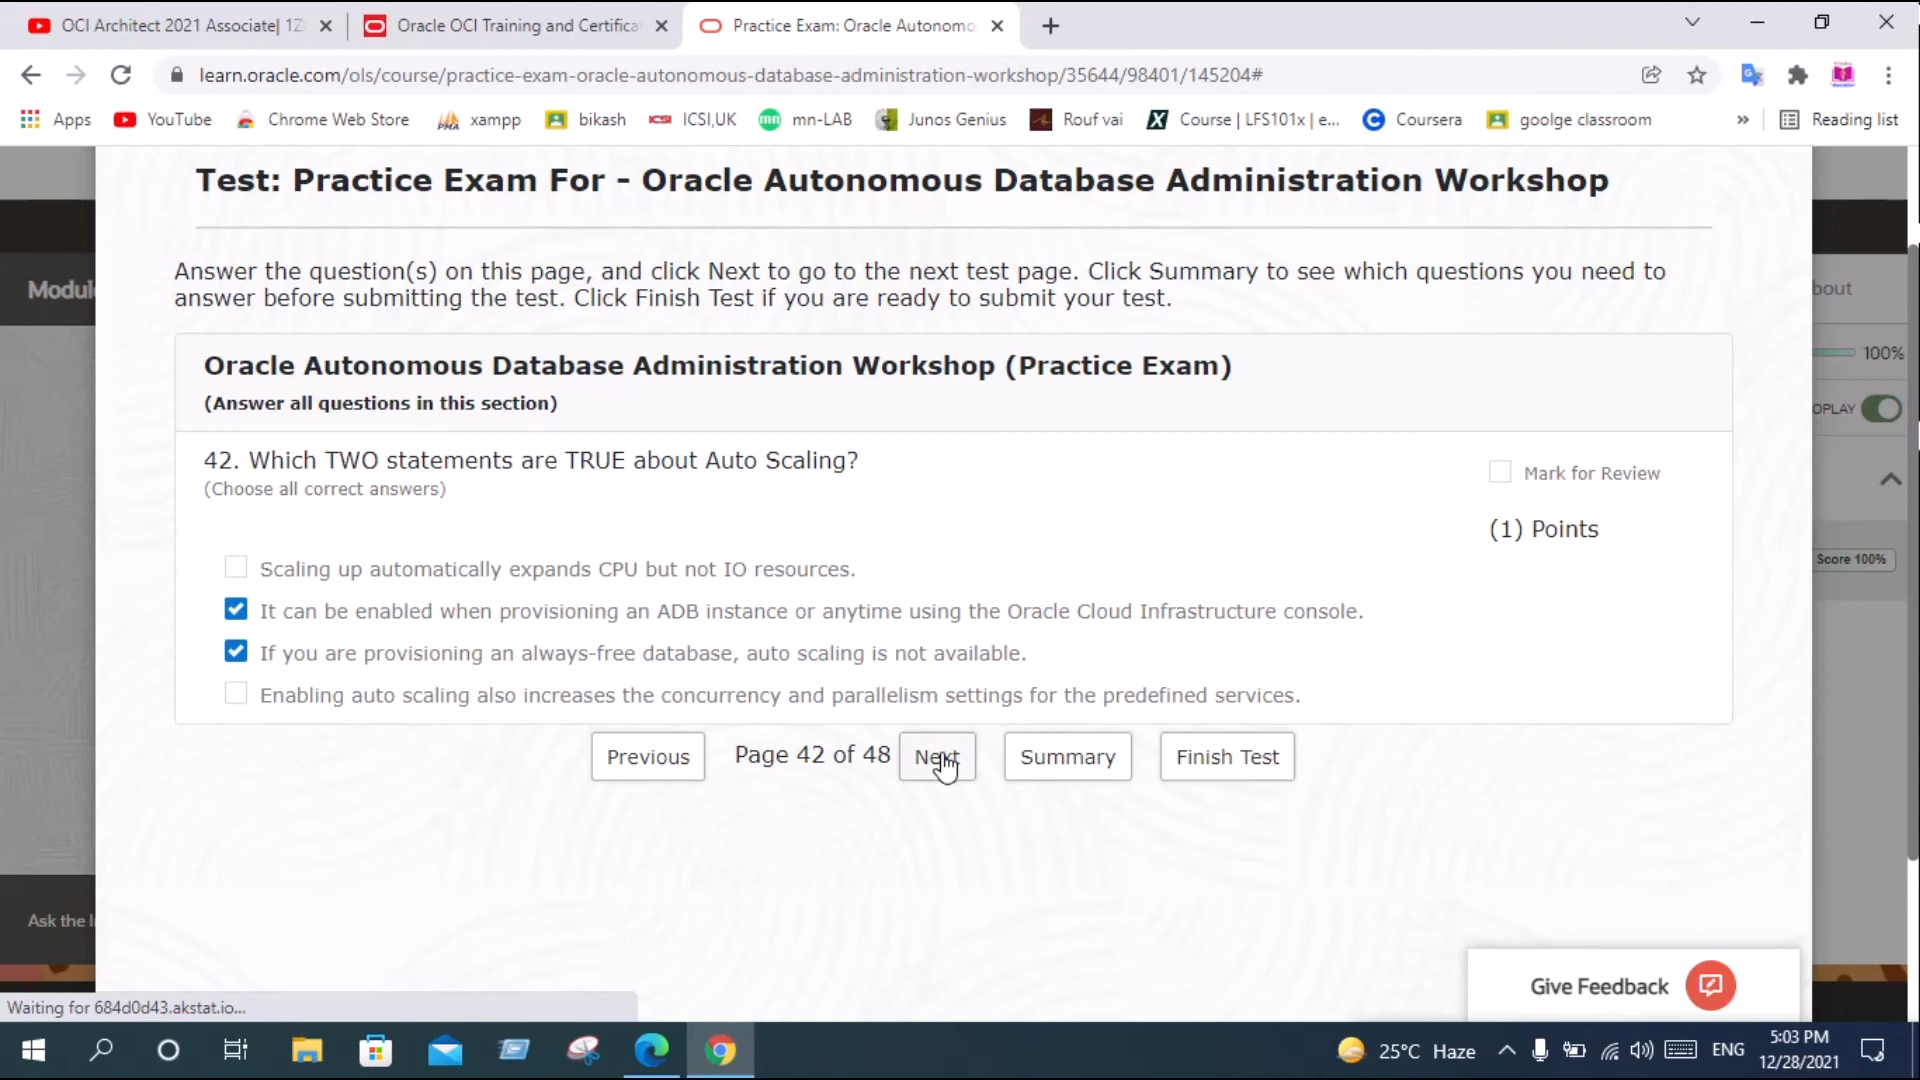 OCI Architect 2021 Associate| 1Z
Oracle OCI Training and Certifica
Practice Exam: Oracle Autonomo
learn.oracle.com/ols/course/practice-exam-oracle-autonomous-database-administration-workshop/35644/98401/145204#
Apps YouTube Chrome Web Store xampp bikash ICSI,UK mn-LAB Junos Genius Rouf vai Course | LFS101x | e... Coursera goolge classroom » Reading list
Test: Practice Exam For - Oracle Autonomous Database Administration Workshop
Answer the question(s) on this page, and click Next to go to the next test page. Click Summary to see which questions you need to
answer before submitting the test. Click Finish Test if you are ready to submit your test.
Modul
bout
100%
OPLAY
Oracle Autonomous Database Administration Workshop (Practice Exam)
(Answer all questions in this section)
42. Which TWO statements are TRUE about Auto Scaling?
(Choose all correct answers)
Mark for Review
(1) Points
Score 100%
Scaling up automatically expands CPU but not IO resources.
It can be enabled when provisioning an ADB instance or anytime using the Oracle Cloud Infrastructure console.
If you are provisioning an always-free database, auto scaling is not available.
Enabling auto scaling also increases the concurrency and parallelism settings for the predefined services.
Previous Page 42 of 48 Next Summary Finish Test
Ask the I
Give Feedback
Waiting for 684d0d43.akstat.io...
25°C Haze ENG
5:03 PM
12/28/2021